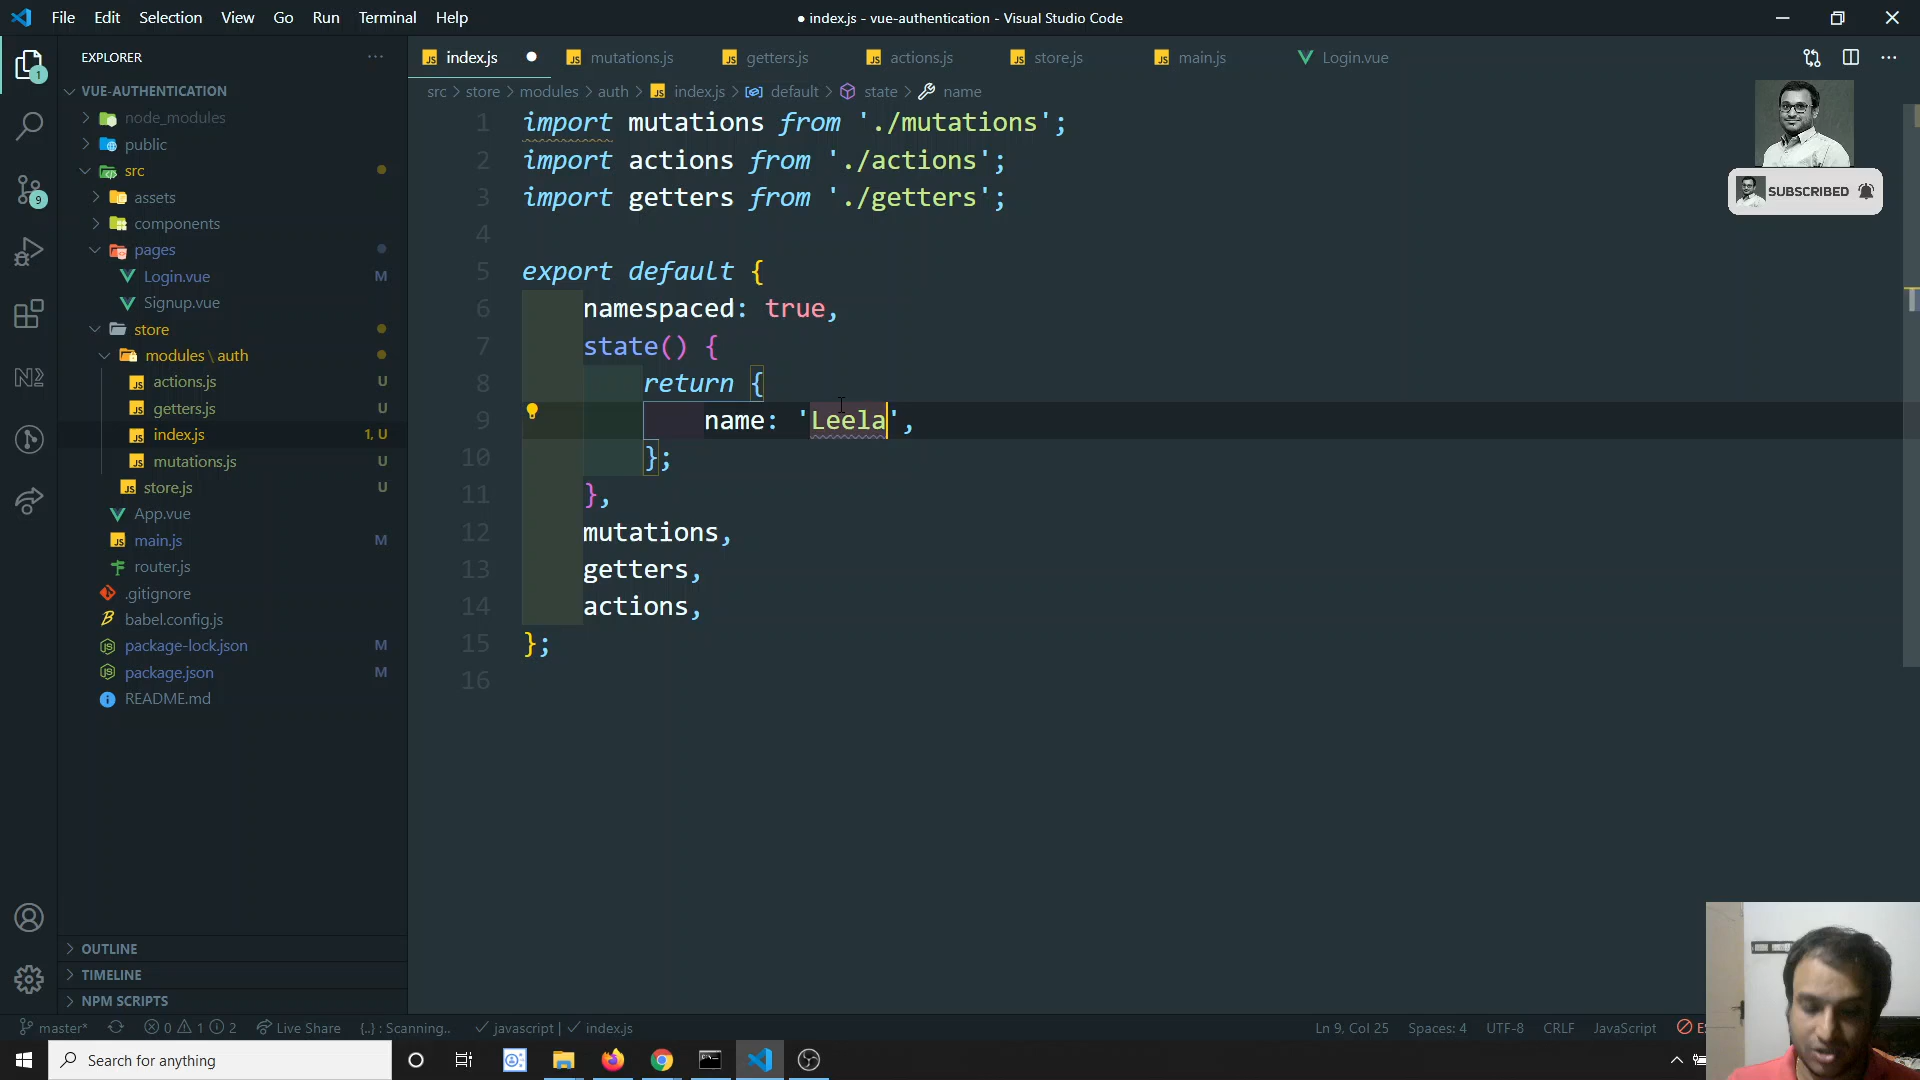 File Edit Selection View Go Run Terminal Help
● index.js - vue-authentication - Visual Studio Code
EXPLORER
index.js
mutations.js
getters.js
actions.js
store.js
main.js
Login.vue
VUE-AUTHENTICATION
node_modules
public
src
assets
components
pages
Login.vue M
Signup.vue
store
modules \ auth
actions.js U
getters.js U
index.js 1, U
mutations.js U
store.js U
App.vue
main.js M
router.js
.gitignore
babel.config.js
package-lock.json M
package.json M
README.md
OUTLINE
TIMELINE
NPM SCRIPTS
1
9
src > store > modules > auth > index.js > default > state > name
1 import mutations from './mutations';
2 import actions from './actions';
3 import getters from './getters';
4
5 export default {
6 namespaced: true,
7 state() {
8 return {
9 name: 'Leela',
10 };
11 },
12 mutations,
13 getters,
14 actions,
15 };
16
SUBSCRIBED
master* 0 1 2 Live Share {..} : Scanning.. javascript | index.js
Ln 9, Col 25 Spaces: 4 UTF-8 CRLF JavaScript
Search for anything